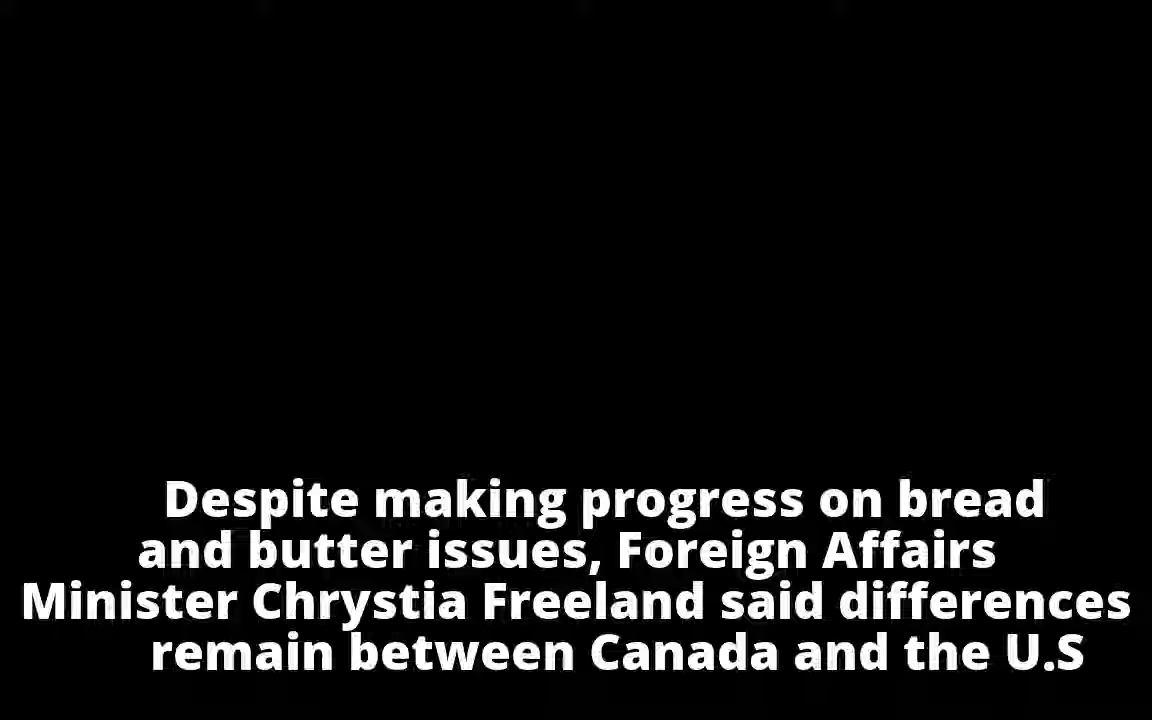 Despite making progress on bread
and butter issues, Foreign Affairs
Minister Chrystia Freeland said differences
remain between Canada and the U.S